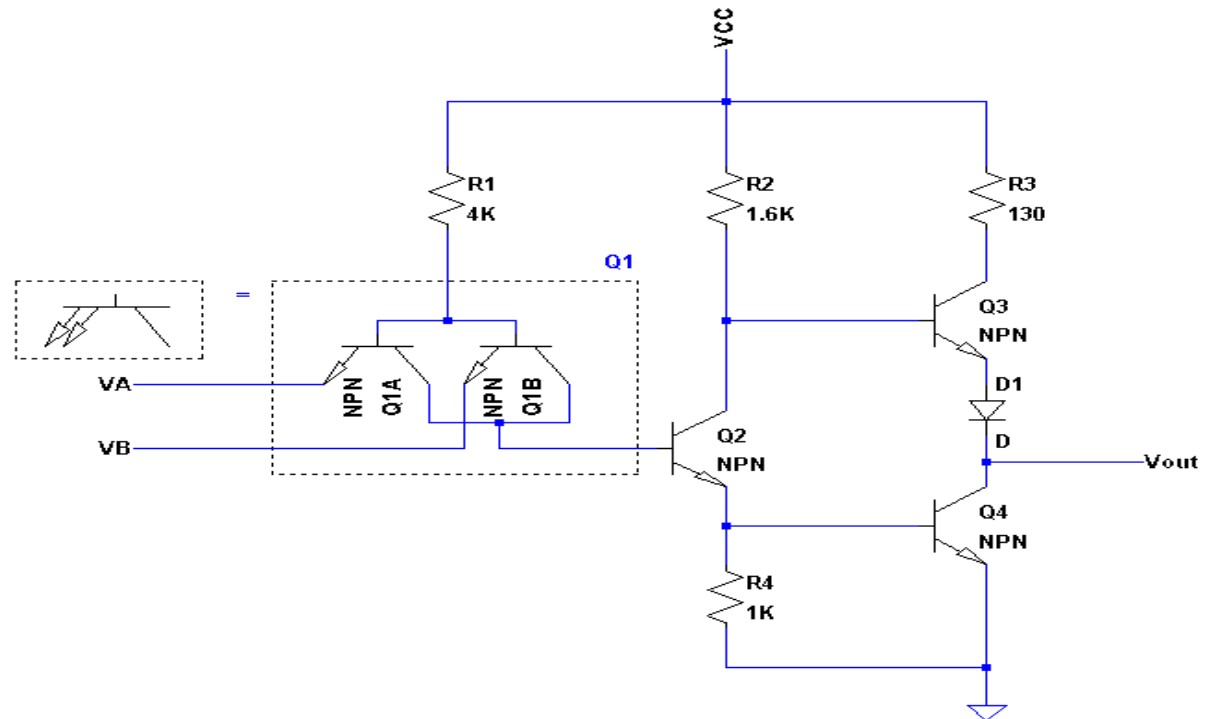 VCC
R1
4K
R2
1.6K
R3
130
Q1
=
Q3
NPN
VA
NPN
Q1A
NPN
Q1B
D1
D
VB
Q2
NPN
Vout
Q4
NPN
R4
1K